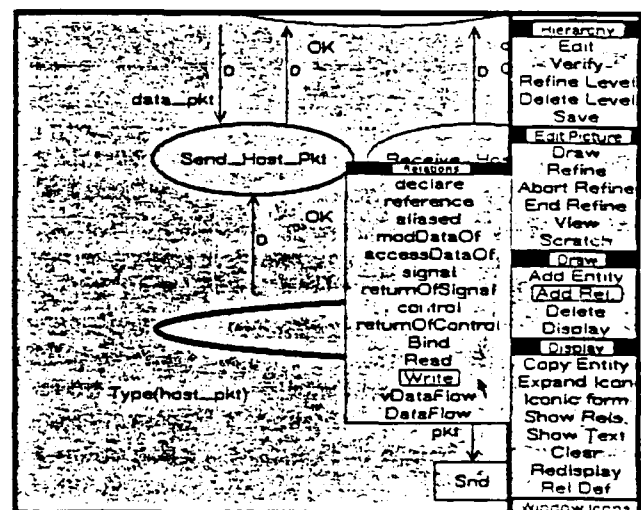 OK
D
D
D
data_pkt
Send_Host_Pkt
Receive_Hos
OK
D
Type(host_pkt)
pkt
Snd
Relations
declare
reference
aliased
modDataOf
accessDataOf
signal
returnOfSignal
control
returnOfControl
Bind
Read
Write
vDataFlow
DataFlow
Hierarchy
Edit
Verify
Refine Level
Delete Level
Save
Edit Picture
Draw
Refine
Abort Refine
End Refine
View
Scratch
Draw
Add Entity
Add Rel.
Delete
Display
Display
Copy Entity
Expand Icon
Iconic form
Show Rels
Show Text
Clear
Redisplay
Rel Def
Window Icons